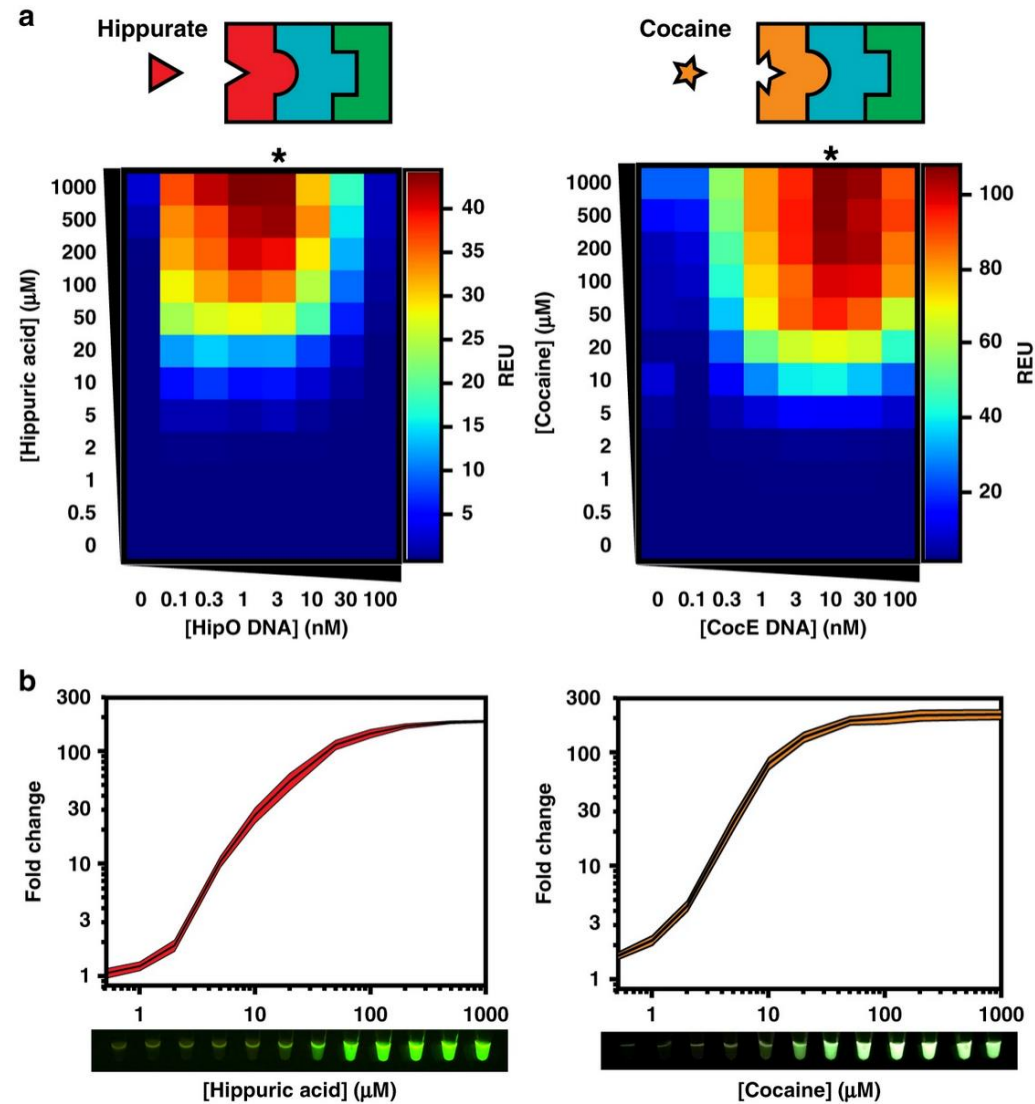 a
Hippurate
Cocaine
*
*
1000
500
200
100
50
20
10
5
2
1
0.5
0
[Hippuric acid] (μM)
0 0.1 0.3 1 3 10 30 100
[HipO DNA] (nM)
40
35
30
25
20
15
10
5
REU
1000
500
200
100
50
20
10
5
2
1
0.5
0
[Cocaine] (μM)
0 0.1 0.3 1 3 10 30 100
[CocE DNA] (nM)
100
80
60
40
20
REU
b
300
100
30
10
3
1
Fold change
1 10 100 1000
[Hippuric acid] (μM)
300
100
30
10
3
1
Fold change
1 10 100 1000
[Cocaine] (μM)